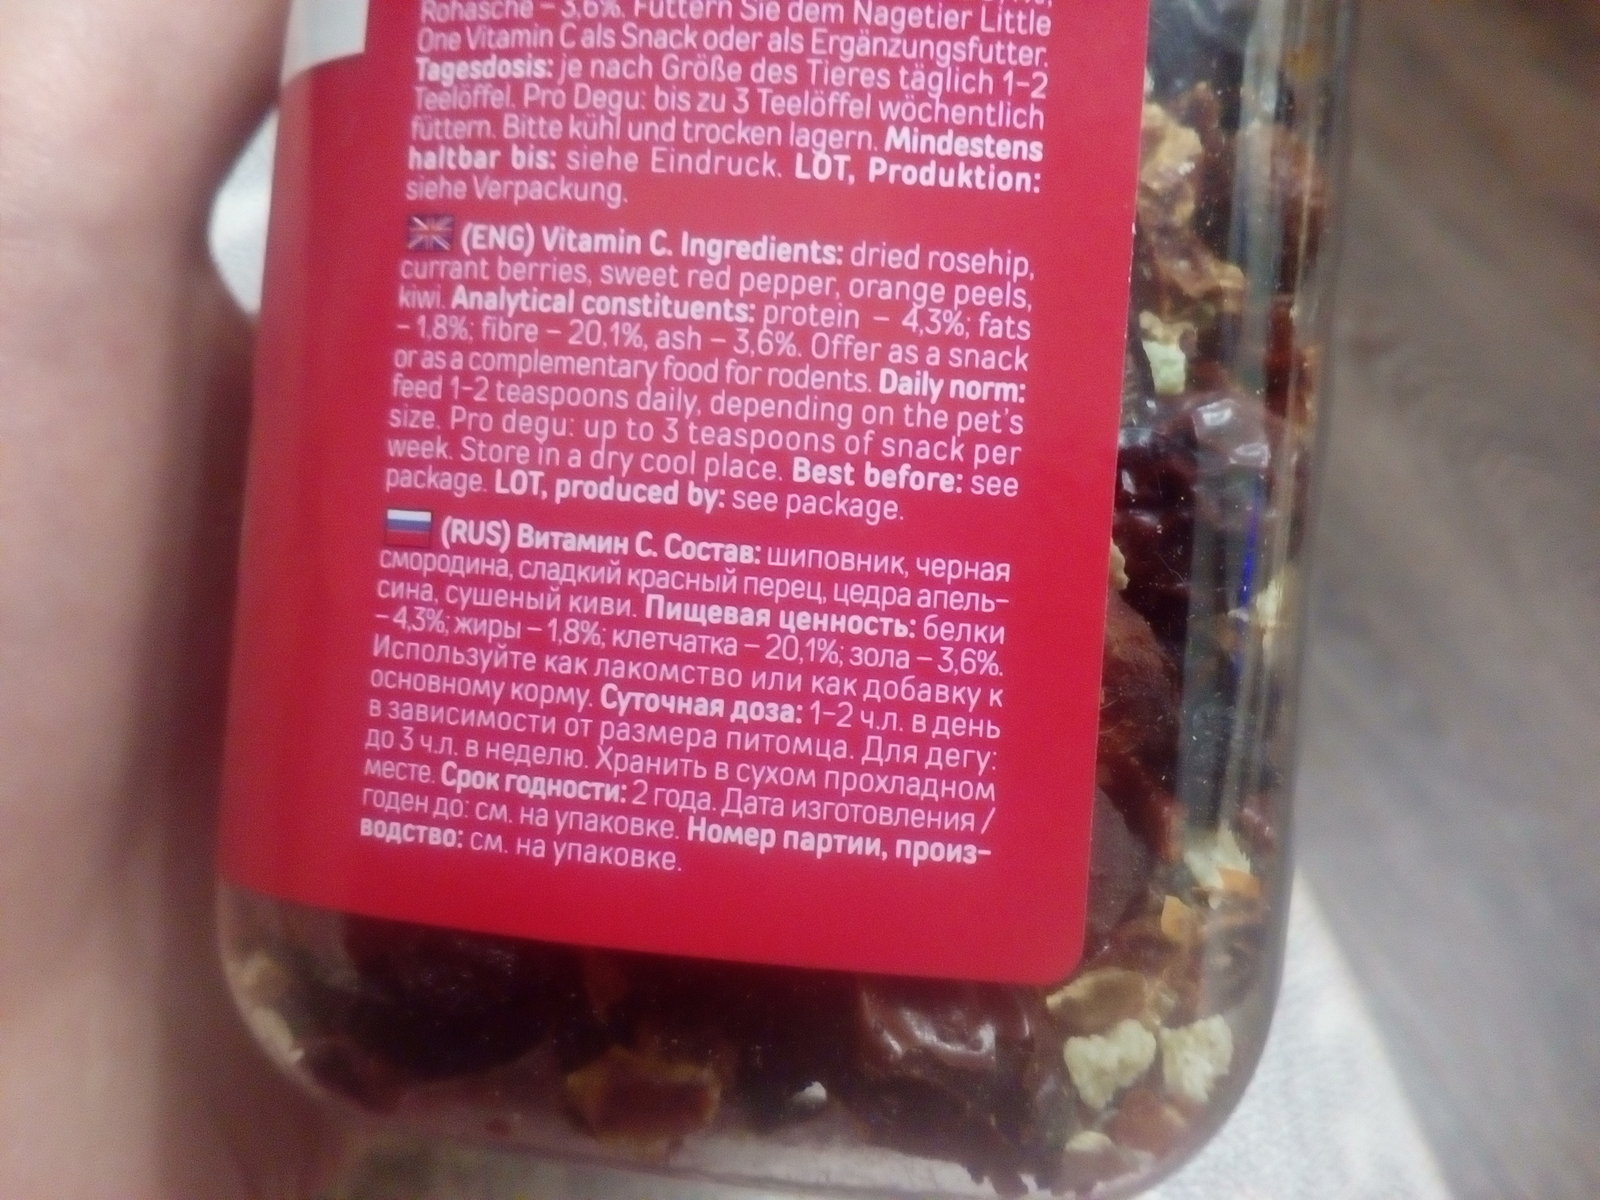 Rohasche – 3,6%. Füttern Sie dem Nagetier Little
One Vitamin C als Snack oder als Ergänzungsfutter.
Tagesdosis: je nach Größe des Tieres täglich 1–2
Teelöffel. Pro Degu: bis zu 3 Teelöffel wöchentlich
füttern. Bitte kühl und trocken lagern. Mindestens
haltbar bis: siehe Eindruck. LOT, Produktion:
siehe Verpackung.
(ENG) Vitamin C. Ingredients: dried rosehip,
currant berries, sweet red pepper, orange peels,
kiwi. Analytical constituents: protein – 4,3%; fats
– 1,8%; fibre – 20,1%, ash – 3,6%. Offer as a snack
or as a complementary food for rodents. Daily norm:
feed 1–2 teaspoons daily, depending on the pet's
size. Pro degu: up to 3 teaspoons of snack per
week. Store in a dry cool place. Best before: see
package. LOT, produced by: see package.
(RUS) Витамин С. Состав: шиповник, черная
смородина, сладкий красный перец, цедра апель-
сина, сушеный киви. Пищевая ценность: белки
– 4,3%; жиры – 1,8%; клетчатка – 20,1%; зола – 3,6%.
Используйте как лакомство или как добавку к
основному корму. Суточная доза: 1–2 ч.л. в день
в зависимости от размера питомца. Для дегу:
до 3 ч.л. в неделю. Хранить в сухом прохладном
месте. Срок годности: 2 года. Дата изготовления /
годен до: см. на упаковке. Номер партии, произ-
водство: см. на упаковке.